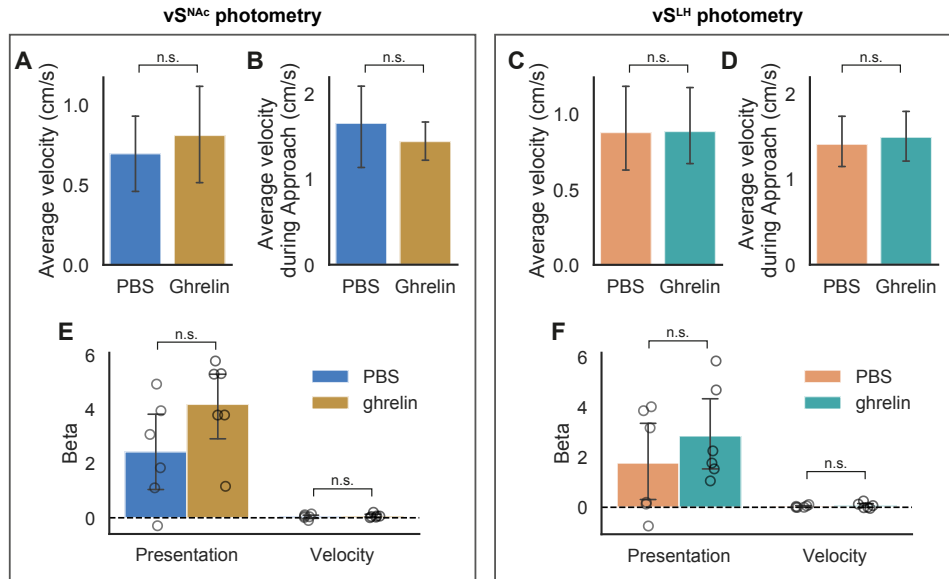 vS^NAc photometry
vS^LH photometry
A
Average velocity (cm/s)
n.s.
1.0
0.5
0.0
PBS Ghrelin
B
Average velocity
during Approach (cm/s)
n.s.
2
1
0
PBS Ghrelin
C
Average velocity (cm/s)
n.s.
1.0
0.5
0.0
PBS Ghrelin
D
Average velocity
during Approach (cm/s)
n.s.
2
1
0
PBS Ghrelin
E
Beta
n.s.
6
4
2
0
n.s.
PBS
ghrelin
Presentation Velocity
F
Beta
n.s.
6
4
2
0
n.s.
PBS
ghrelin
Presentation Velocity